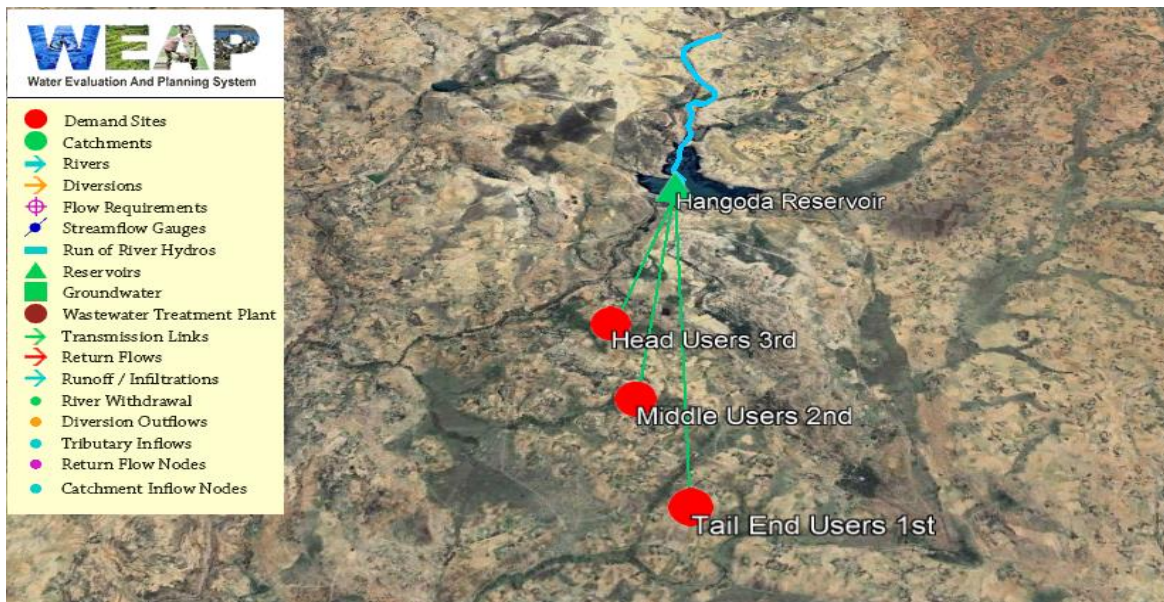 WEAP
Water Evaluation And Planning System
Demand Sites
Catchments
Rivers
Diversions
Flow Requirements
Streamflow Gauges
Run of River Hydros
Reservoirs
Groundwater
Wastewater Treatment Plant
Transmission Links
Return Flows
Runoff / Infiltrations
River Withdrawal
Diversion Outflows
Tributary Inflows
Return Flow Nodes
Catchment Inflow Nodes
Hangoda Reservoir
Head Users 3rd
Middle Users 2nd
Tail End Users 1st